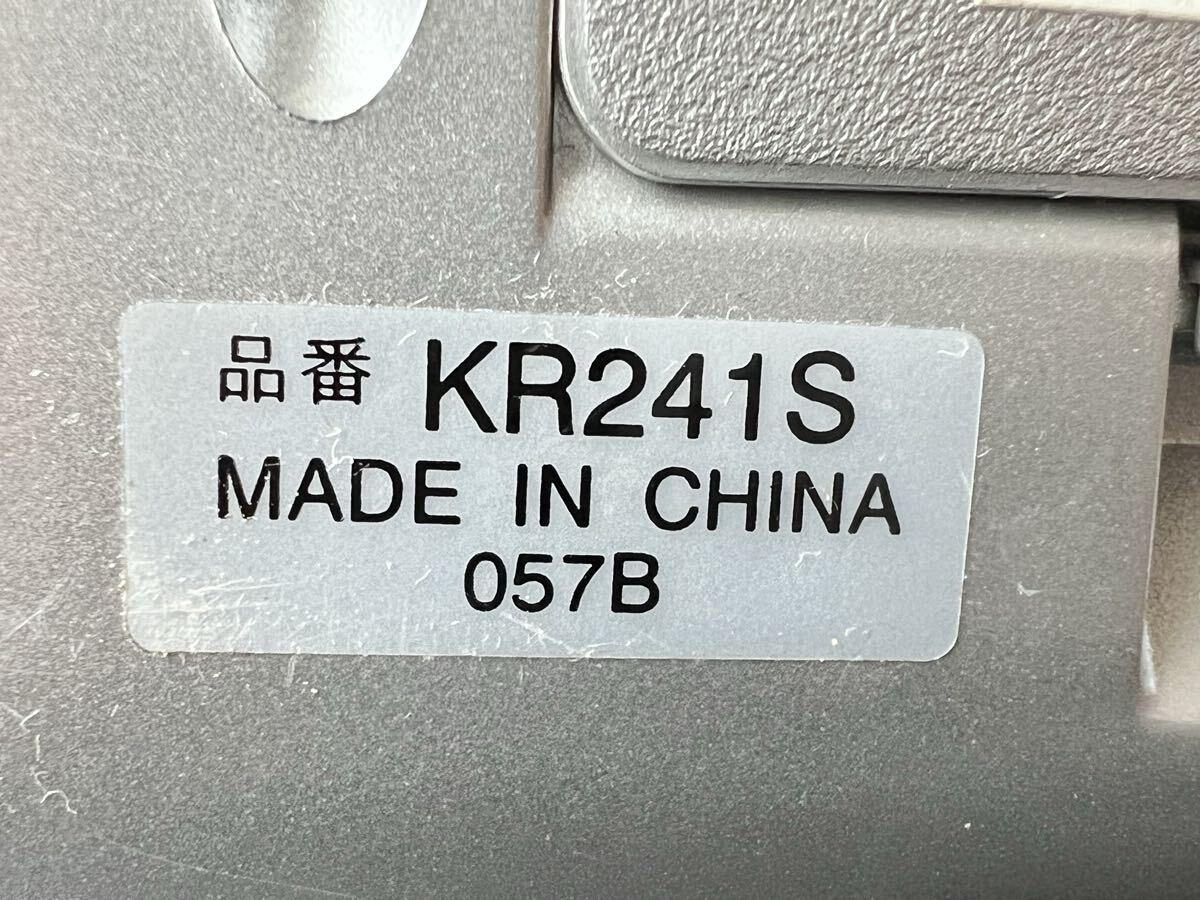 品番 KR241S
MADE IN CHINA
057B